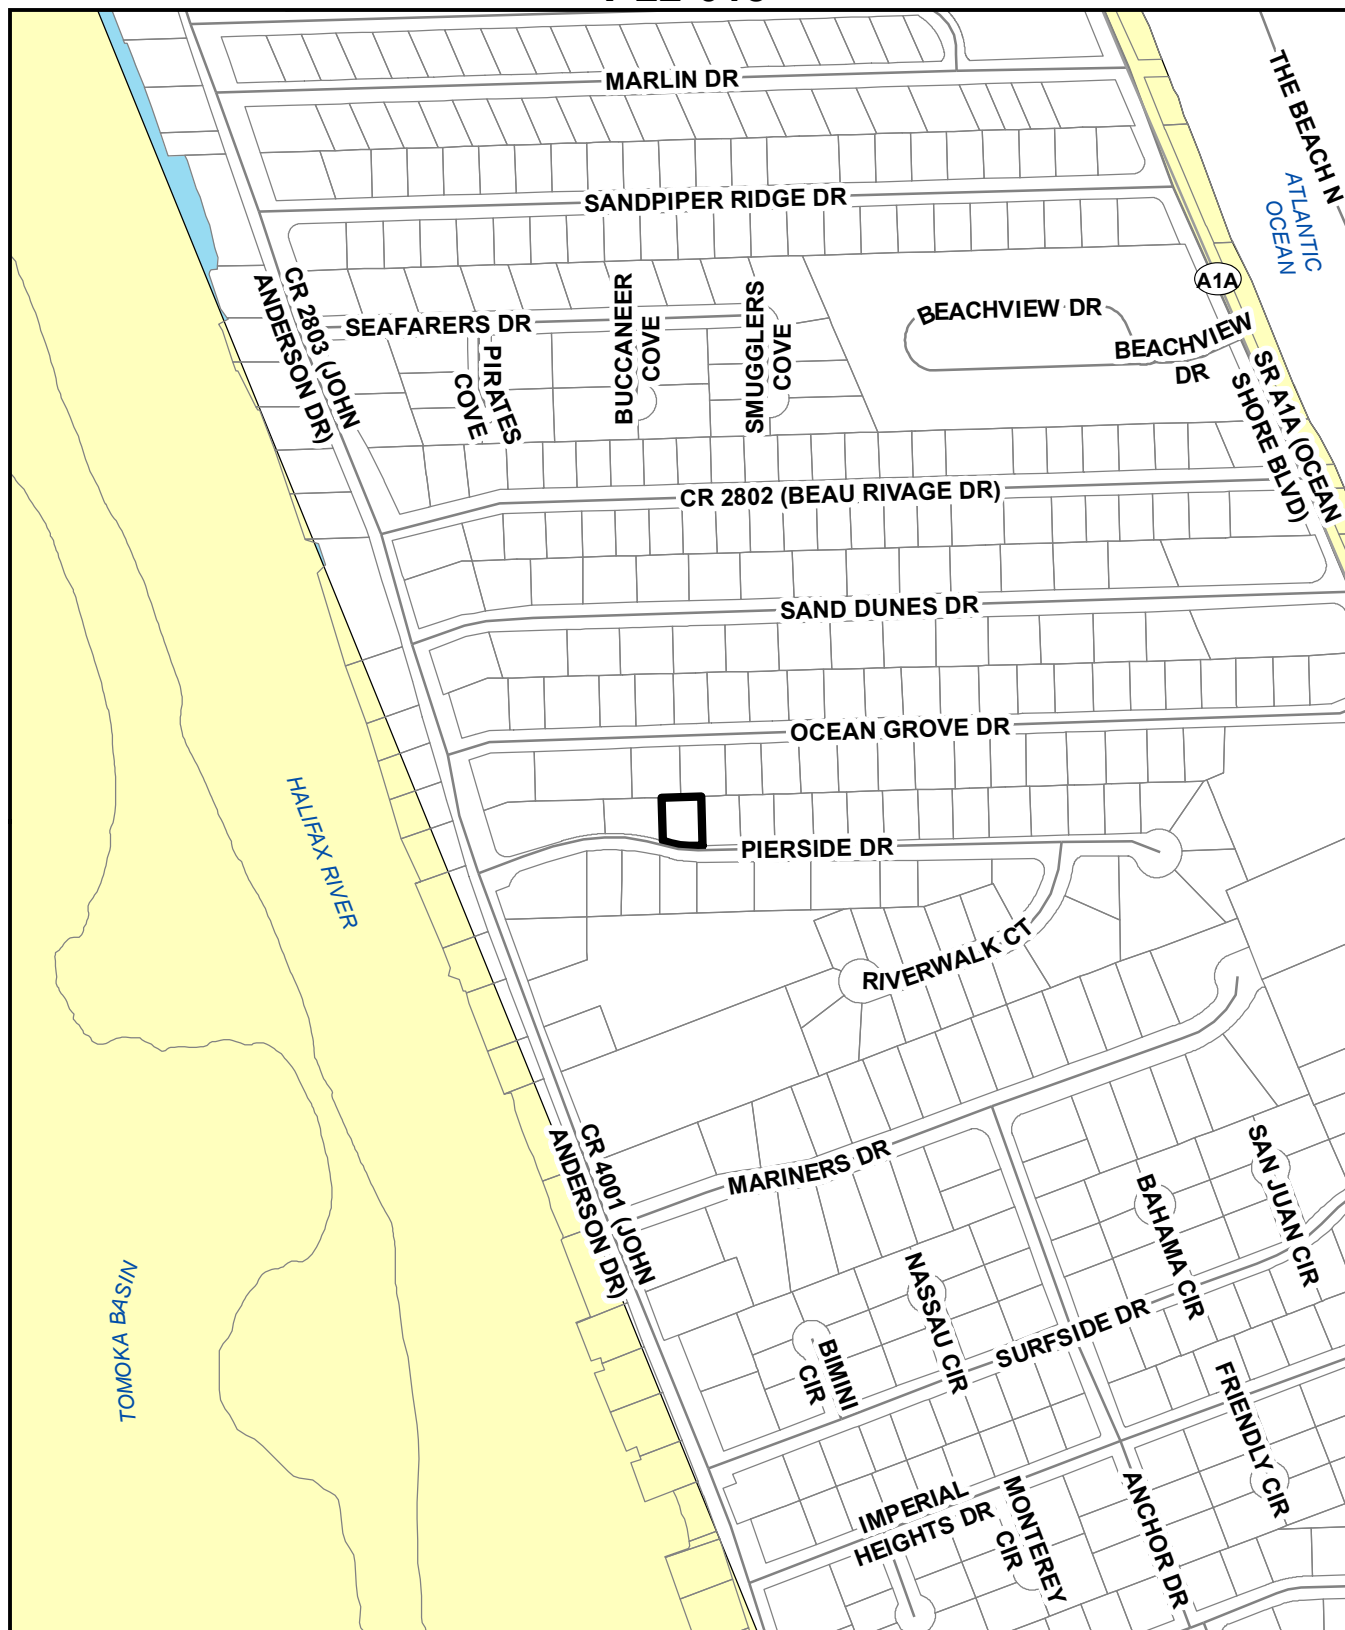 MARLIN DR
THE BEACH N
SANDPIPER RIDGE DR
ATLANTIC
OCEAN
A1A
CR 2803 (JOHN
ANDERSON DR)
SEAFARERS DR
PIRATES
COVE
BUCCANEER
COVE
SMUGGLERS
COVE
BEACHVIEW DR
BEACHVIEW
DR
SR A1A (OCEAN
SHORE BLVD)
CR 2802 (BEAU RIVAGE DR)
SAND DUNES DR
OCEAN GROVE DR
HALIFAX RIVER
PIERSIDE DR
RIVERWALK CT
CR 4001 (JOHN
ANDERSON DR)
MARINERS DR
SAN JUAN CIR
BAHAMA CIR
NASSAU CIR
TOMOKA BASIN
SURFSIDE DR
BIMINI
CIR
FRIENDLY CIR
IMPERIAL
HEIGHTS DR
MONTEREY
CIR
ANCHOR DR